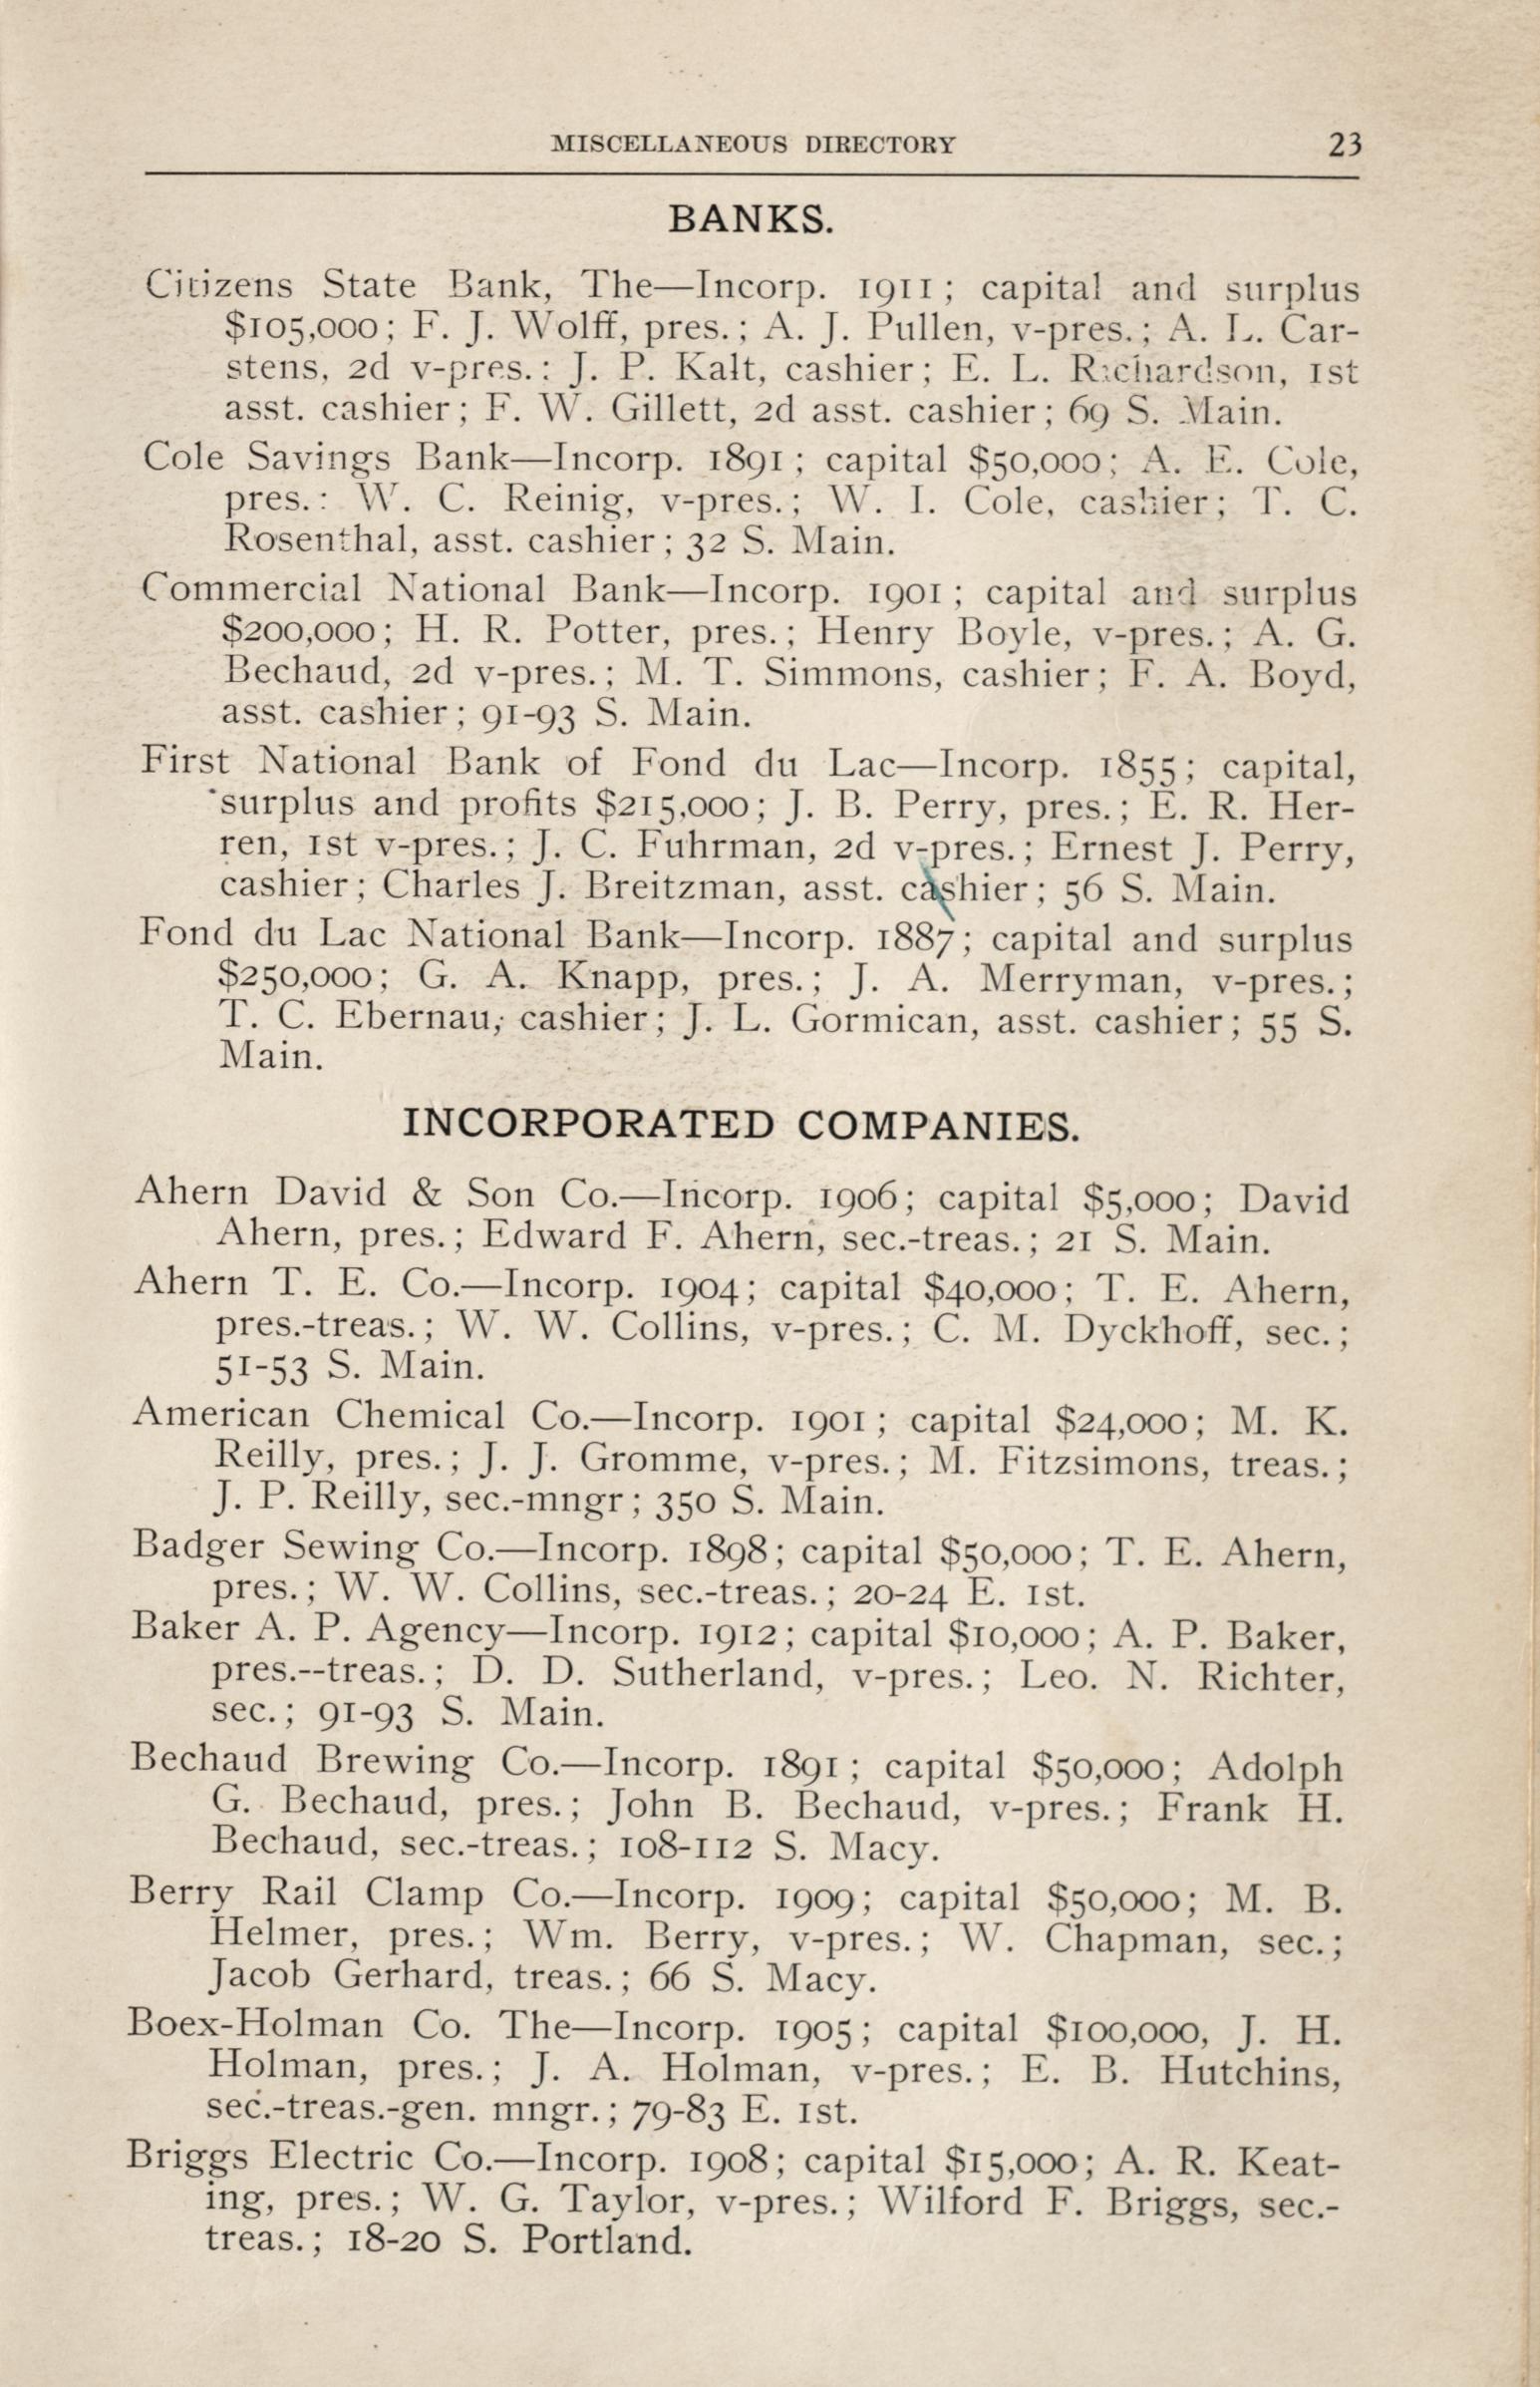 MISCELLANEOUS DIRECTORY 23
BANKS.
Citizens State Bank, The—Incorp. 1911; capital and surplus
$105,000; F. J. Wolff, pres.; A. J. Pullen, v-pres.; A. L. Car-
stens, 2d v-pres.: J. P. Kalt, cashier; E. L. Richardson, 1st
asst. cashier; F. W. Gillett, 2d asst. cashier; 69 S. Main.
Cole Savings Bank—Incorp. 1891; capital $50,000; A. E. Cole,
pres.: W. C. Reinig, v-pres.; W. I. Cole, cashier; T. C.
Rosenthal, asst. cashier; 32 S. Main.
Commercial National Bank—Incorp. 1901; capital and surplus
$200,000; H. R. Potter, pres.; Henry Boyle, v-pres.; A. G.
Bechaud, 2d v-pres.; M. T. Simmons, cashier; F. A. Boyd,
asst. cashier; 91-93 S. Main.
First National Bank of Fond du Lac—Incorp. 1855; capital,
surplus and profits $215,000; J. B. Perry, pres.; E. R. Her-
ren, 1st v-pres.; J. C. Fuhrman, 2d v-pres.; Ernest J. Perry,
cashier; Charles J. Breitzman, asst. cashier; 56 S. Main.
Fond du Lac National Bank—Incorp. 1887; capital and surplus
$250,000; G. A. Knapp, pres.; J. A. Merryman, v-pres.;
T. C. Ebernau, cashier; J. L. Gormican, asst. cashier; 55 S.
Main.
INCORPORATED COMPANIES.
Ahern David & Son Co.—Incorp. 1906; capital $5,000; David
Ahern, pres.; Edward F. Ahern, sec.-treas.; 21 S. Main.
Ahern T. E. Co.—Incorp. 1904; capital $40,000; T. E. Ahern,
pres.-treas.; W. W. Collins, v-pres.; C. M. Dyckhoff, sec.;
51-53 S. Main.
American Chemical Co.—Incorp. 1901; capital $24,000; M. K.
Reilly, pres.; J. J. Gromme, v-pres.; M. Fitzsimons, treas.;
J. P. Reilly, sec.-mngr; 350 S. Main.
Badger Sewing Co.—Incorp. 1898; capital $50,000; T. E. Ahern,
pres.; W. W. Collins, sec.-treas.; 20-24 E. 1st.
Baker A. P. Agency—Incorp. 1912; capital $10,000; A. P. Baker,
pres.--treas.; D. D. Sutherland, v-pres.; Leo. N. Richter,
sec.; 91-93 S. Main.
Bechaud Brewing Co.—Incorp. 1891; capital $50,000; Adolph
G. Bechaud, pres.; John B. Bechaud, v-pres.; Frank H.
Bechaud, sec.-treas.; 108-112 S. Macy.
Berry Rail Clamp Co.—Incorp. 1909; capital $50,000; M. B.
Helmer, pres.; Wm. Berry, v-pres.; W. Chapman, sec.;
Jacob Gerhard, treas.; 66 S. Macy.
Boex-Holman Co. The—Incorp. 1905; capital $100,000, J. H.
Holman, pres.; J. A. Holman, v-pres.; E. B. Hutchins,
sec.-treas.-gen. mngr.; 79-83 E. 1st.
Briggs Electric Co.—Incorp. 1908; capital $15,000; A. R. Keat-
ing, pres.; W. G. Taylor, v-pres.; Wilford F. Briggs, sec.-
treas.; 18-20 S. Portland.